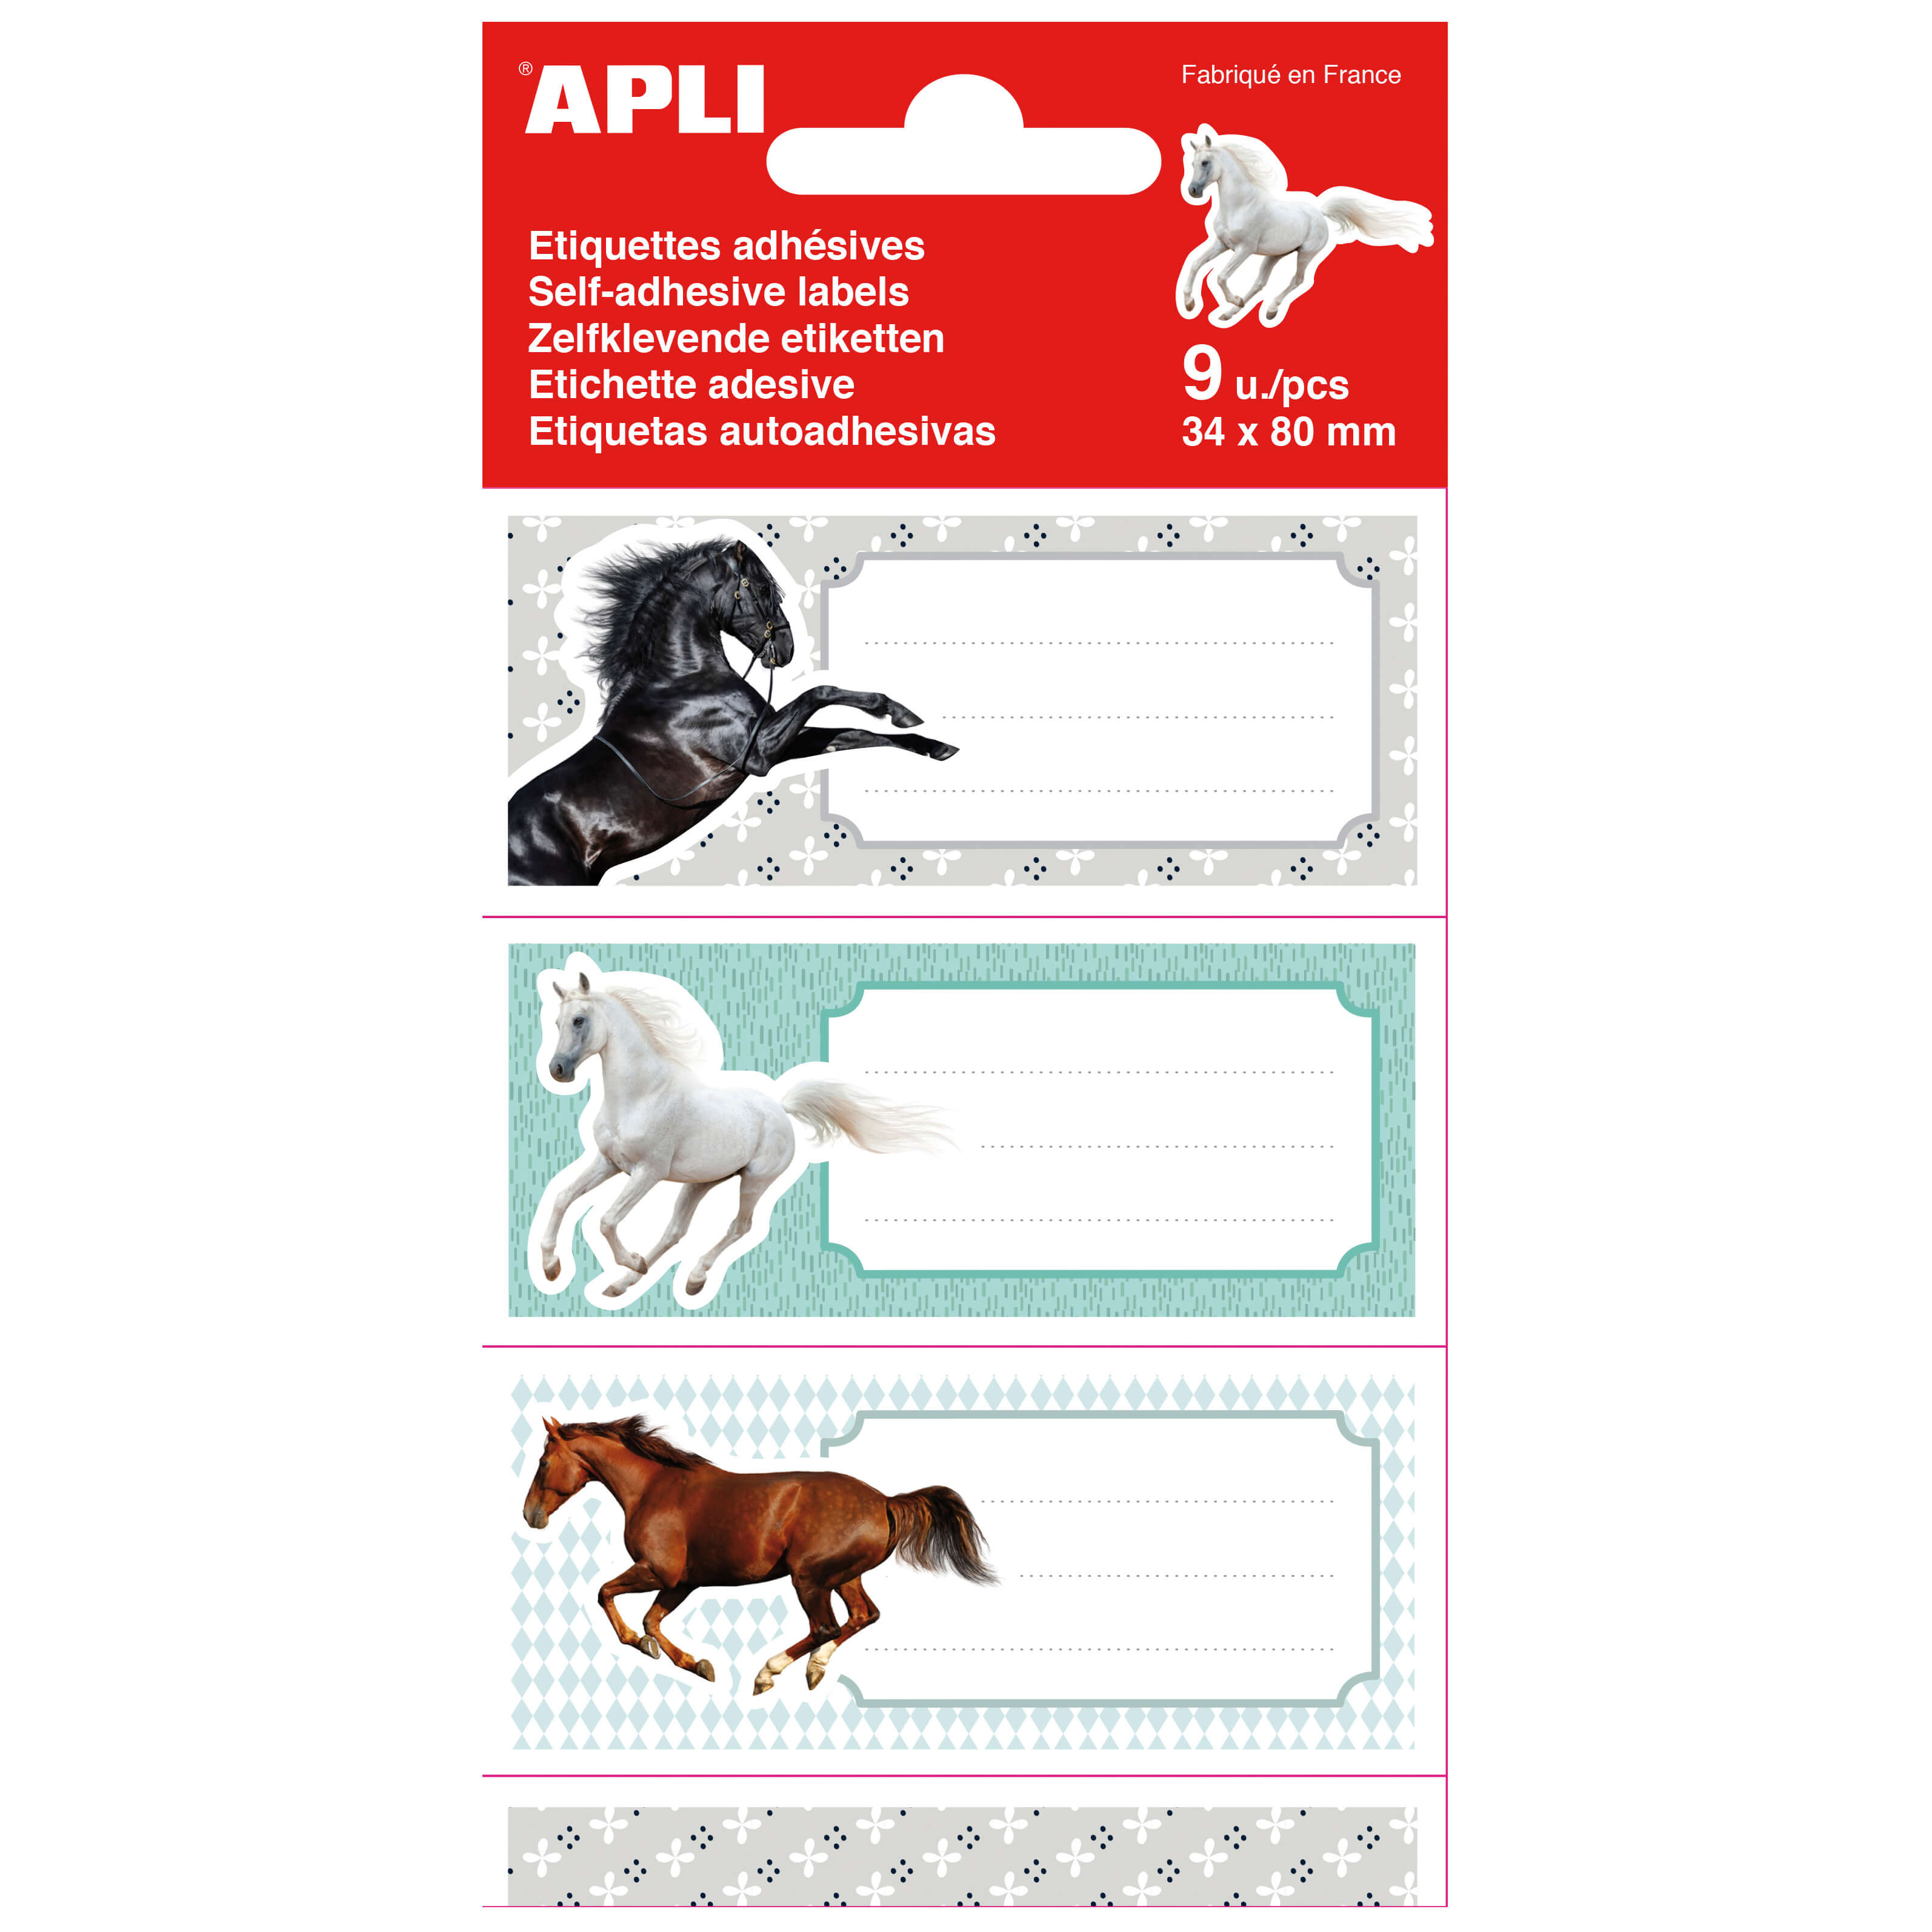 ® APLI
Fabriqué en France
Etiquettes adhésives
Self-adhesive labels
Zelfklevende etiketten
Etichette adesive
Etiquetas autoadhesivas
9 u./pcs
34 x 80 mm